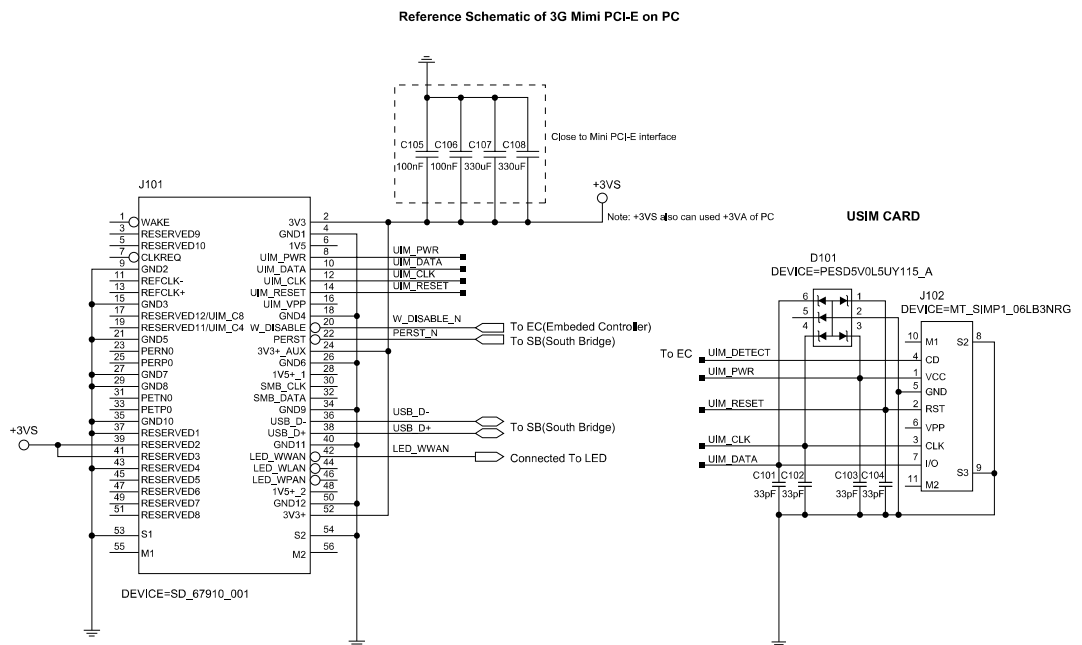 Reference Schematic of 3G Mimi PCI-E on PC
C105 C106 C107 C108
100nF 100nF 330uF 330uF
Close to Mini PCI-E interface
+3VS
Note: +3VS also can used +3VA of PC
J101
1 WAKE
3 RESERVED9
5 RESERVED10
7 CLKREQ
9 GND2
11 REFCLK-
13 REFCLK+
15 GND3
17 RESERVED12/UIM_C8
19 RESERVED11/UIM_C4
21 GND5
23 PERN0
25 PERP0
27 GND7
29 GND8
31 PETN0
33 PETP0
35 GND10
37 RESERVED1
39 RESERVED2
41 RESERVED3
43 RESERVED4
45 RESERVED5
47 RESERVED6
49 RESERVED7
51 RESERVED8
53 S1
55 M1
+3VS
3V3 2
GND1 4
1V5 6
UIM_PWR 8 UIM_PWR
UIM_DATA 10 UIM_DATA
UIM_CLK 12 UIM_CLK
UIM_RESET 14 UIM_RESET
UIM_VPP 16
GND4 18
W_DISABLE 20 W_DISABLE_N To EC(Embeded Controller)
PERST 22 PERST_N To SB(South Bridge)
3V3+_AUX 24
GND6 26
1V5+_1 28
SMB_CLK 30
SMB_DATA 32
GND9 34
USB_D- 36 USB_D-
USB_D+ 38 USB_D+
To SB(South Bridge)
GND11 40
LED_WWAN 42 LED_WWAN Connected To LED
LED_WLAN 44
LED_WPAN 46
1V5+_2 48
GND12 50
3V3+ 52
S2 54
M2 56
DEVICE=SD_67910_001
USIM CARD
D101
DEVICE=PESD5V0L5UY115_A
6 1
5 2
4 3
J102
DEVICE=MT_SIMP1_06LB3NRG
10 M1 S2 8
To EC UIM_DETECT 4 CD
UIM_PWR 1 VCC
5 GND
UIM_RESET 2 RST
6 VPP
UIM_CLK 3 CLK
UIM_DATA 7 I/O S3 9
11 M2
C101 C102 C103 C104
33pF 33pF 33pF 33pF